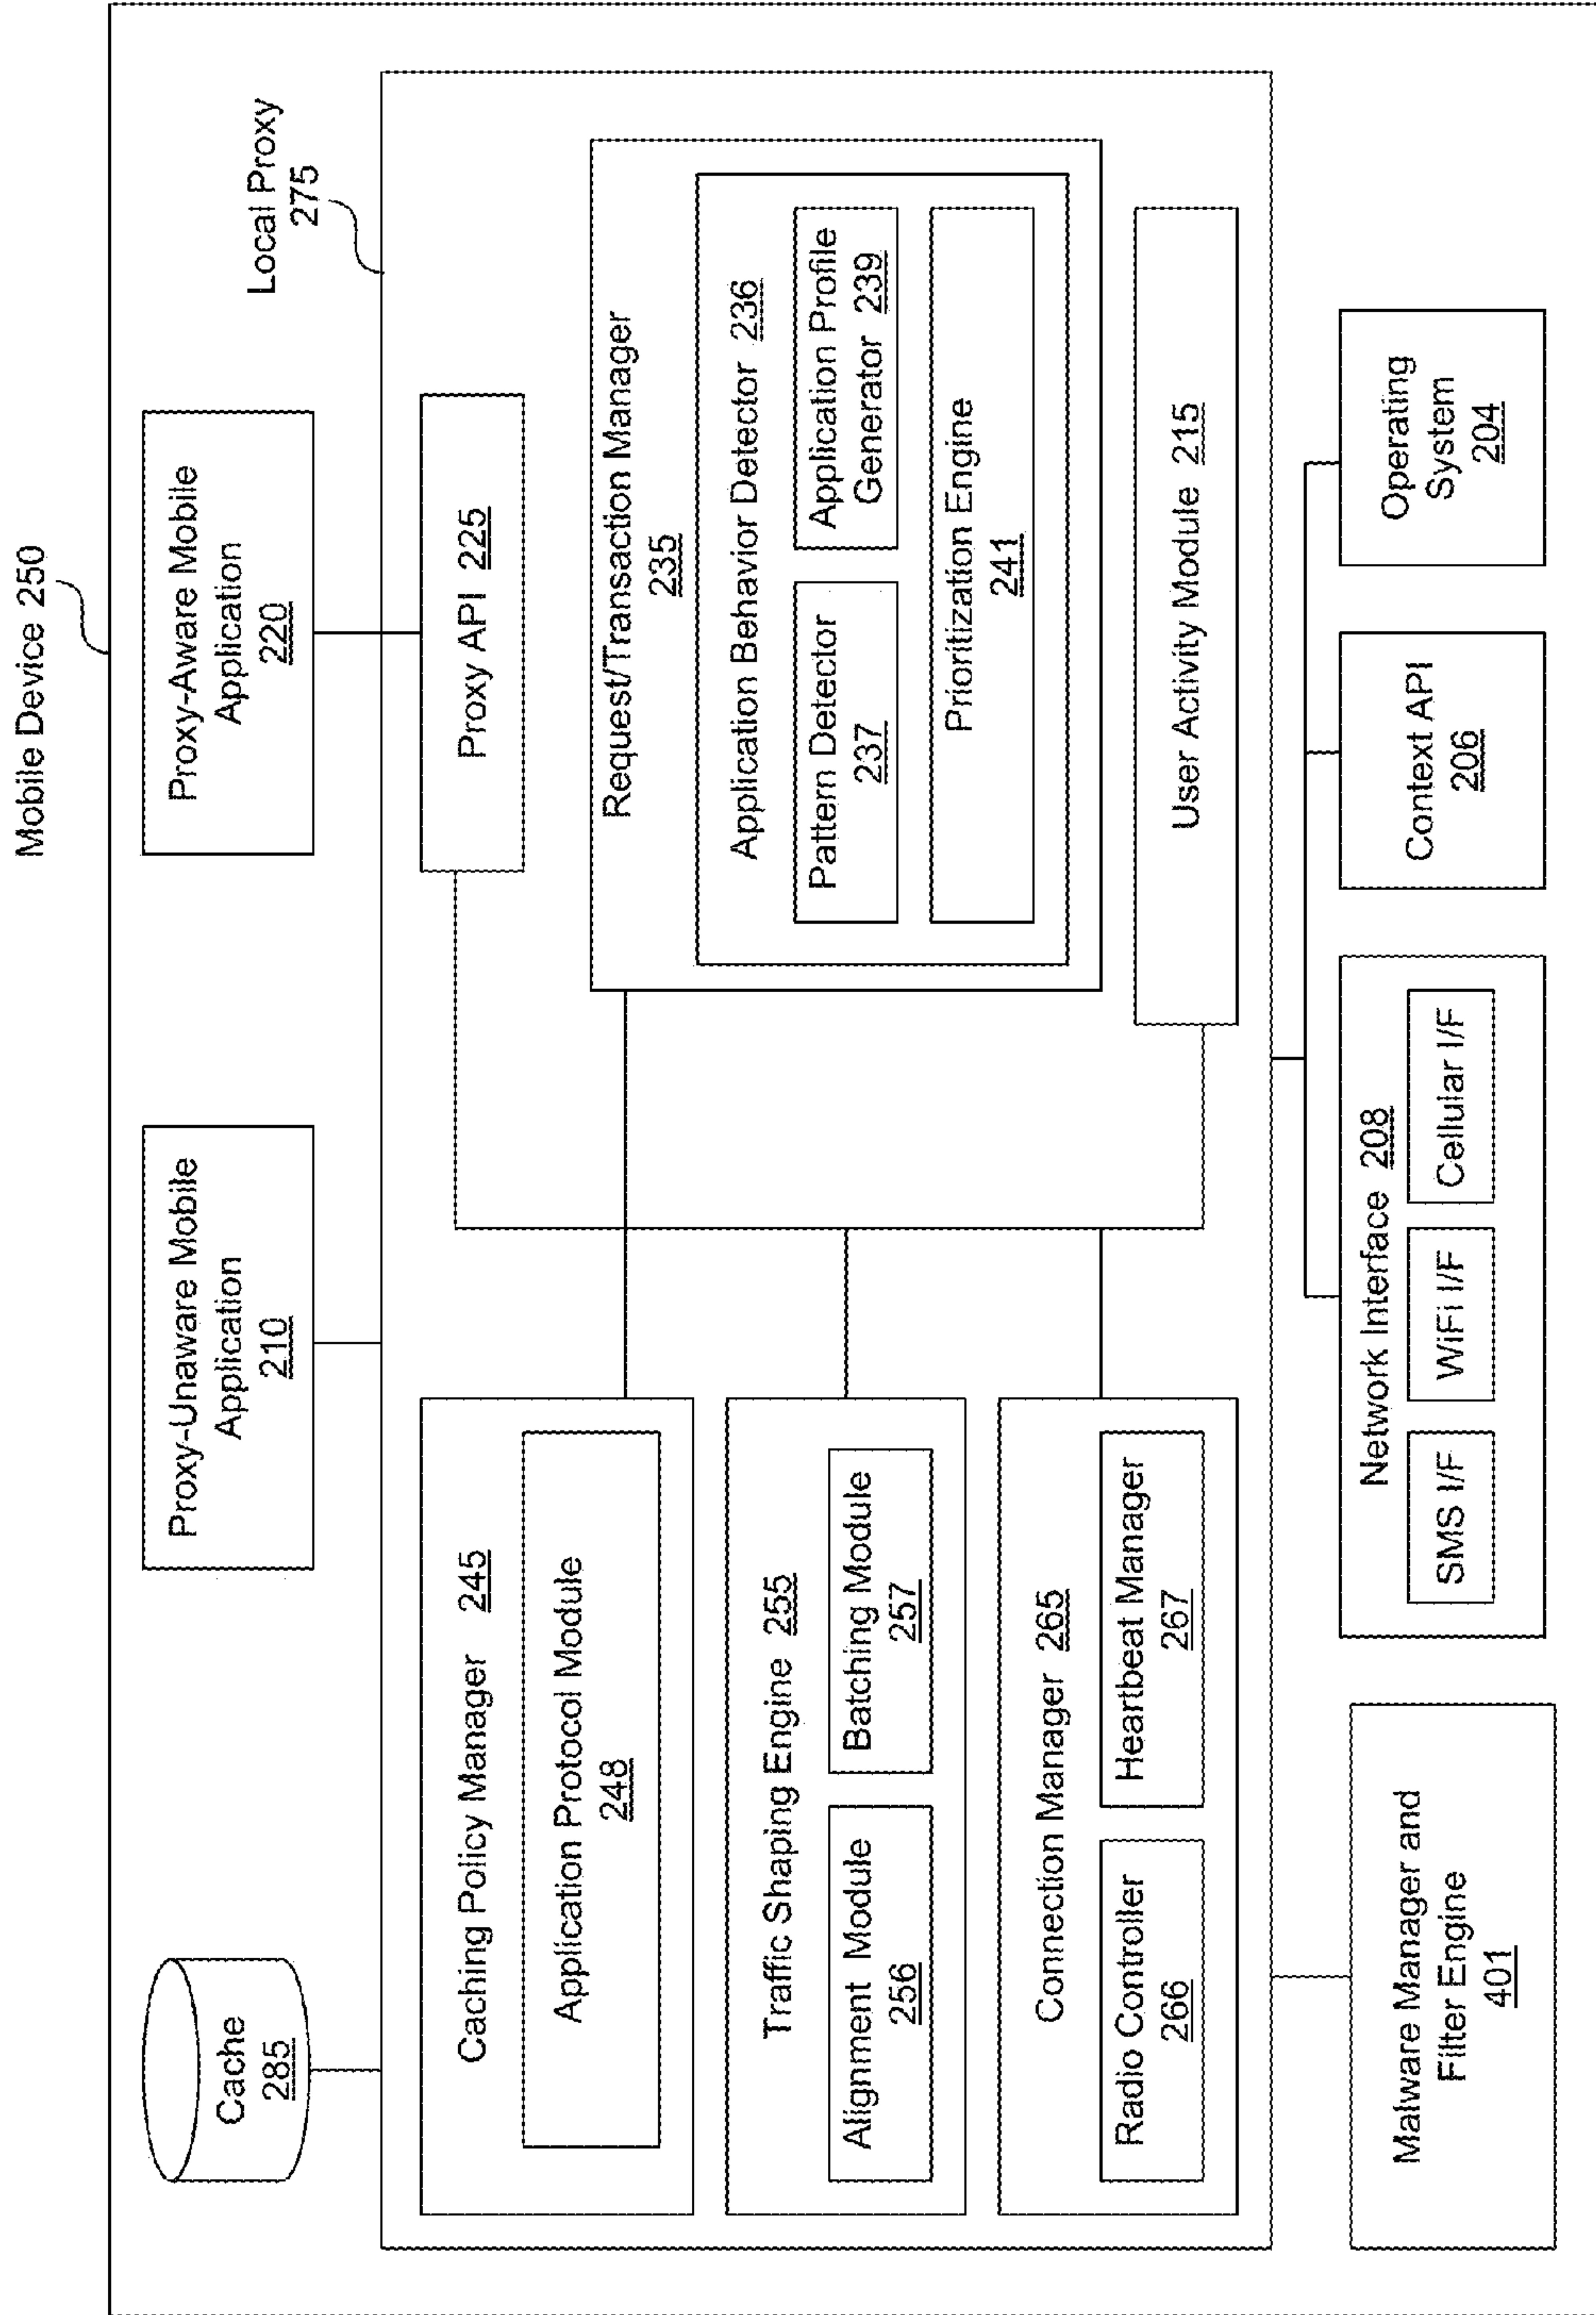 Mobile Device 250
Cache
285
Proxy-Unaware Mobile
Application
210
Proxy-Aware Mobile
Application
220
Local Proxy
275
Caching Policy Manager 245
Application Protocol Module
248
Traffic Shaping Engine 255
Alignment Module
256
Batching Module
257
Connection Manager 265
Radio Controller
266
Heartbeat Manager
267
Proxy API 225
Request/Transaction Manager
235
Application Behavior Detector 236
Pattern Detector
237
Application Profile
Generator 239
Prioritization Engine
241
User Activity Module 215
Malware Manager and
Filter Engine
401
Network Interface 208
SMS I/F
WiFi I/F
Cellular I/F
Context API
206
Operating
System
204